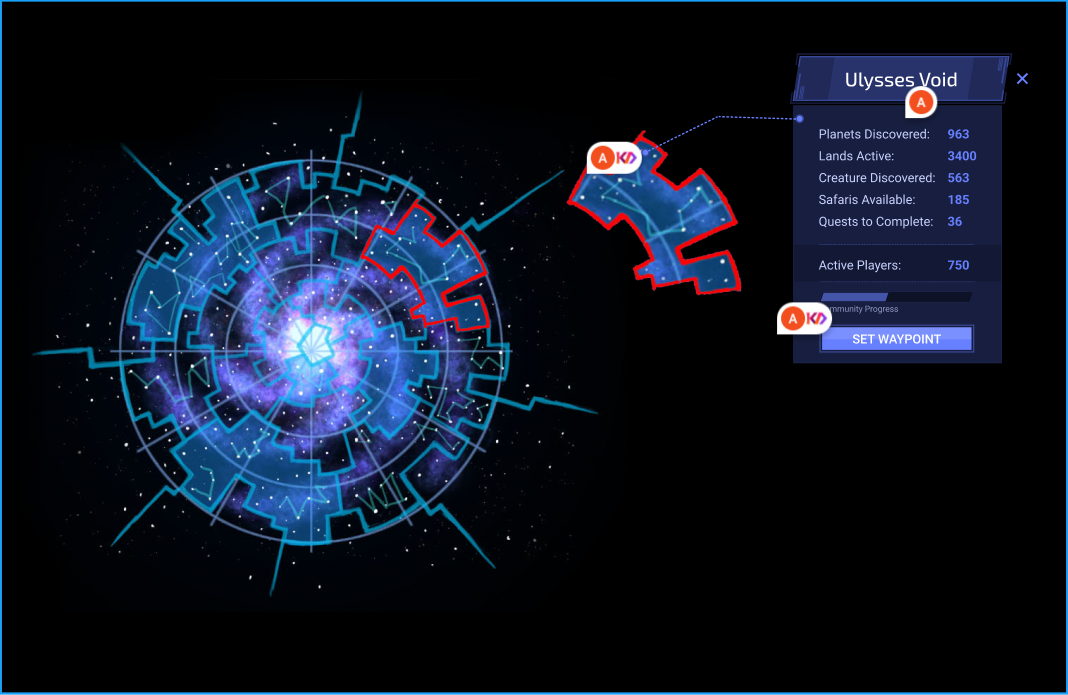 Ulysses Void
A
A
Planets Discovered: 963
Lands Active: 3400
Creature Discovered: 563
Safaris Available: 185
Quests to Complete: 36
Active Players: 750
mmunity Progress
A
SET WAYPOINT